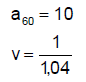 a₆₀ = 10
v = 1/1,04